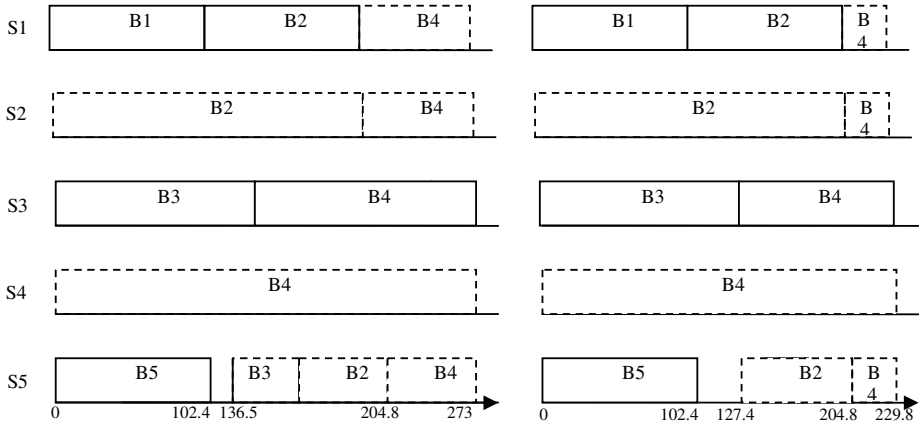 S1 B1 B2 B4 B1 B2 B
4
S2 B2 B4 B2 B
4
S3 B3 B4 B3 B4
S4 B4 B4
S5 B5 B3 B2 B4 B5 B2 B
4
0 102.4 136.5 204.8 273 0 102.4 127.4 204.8 229.8